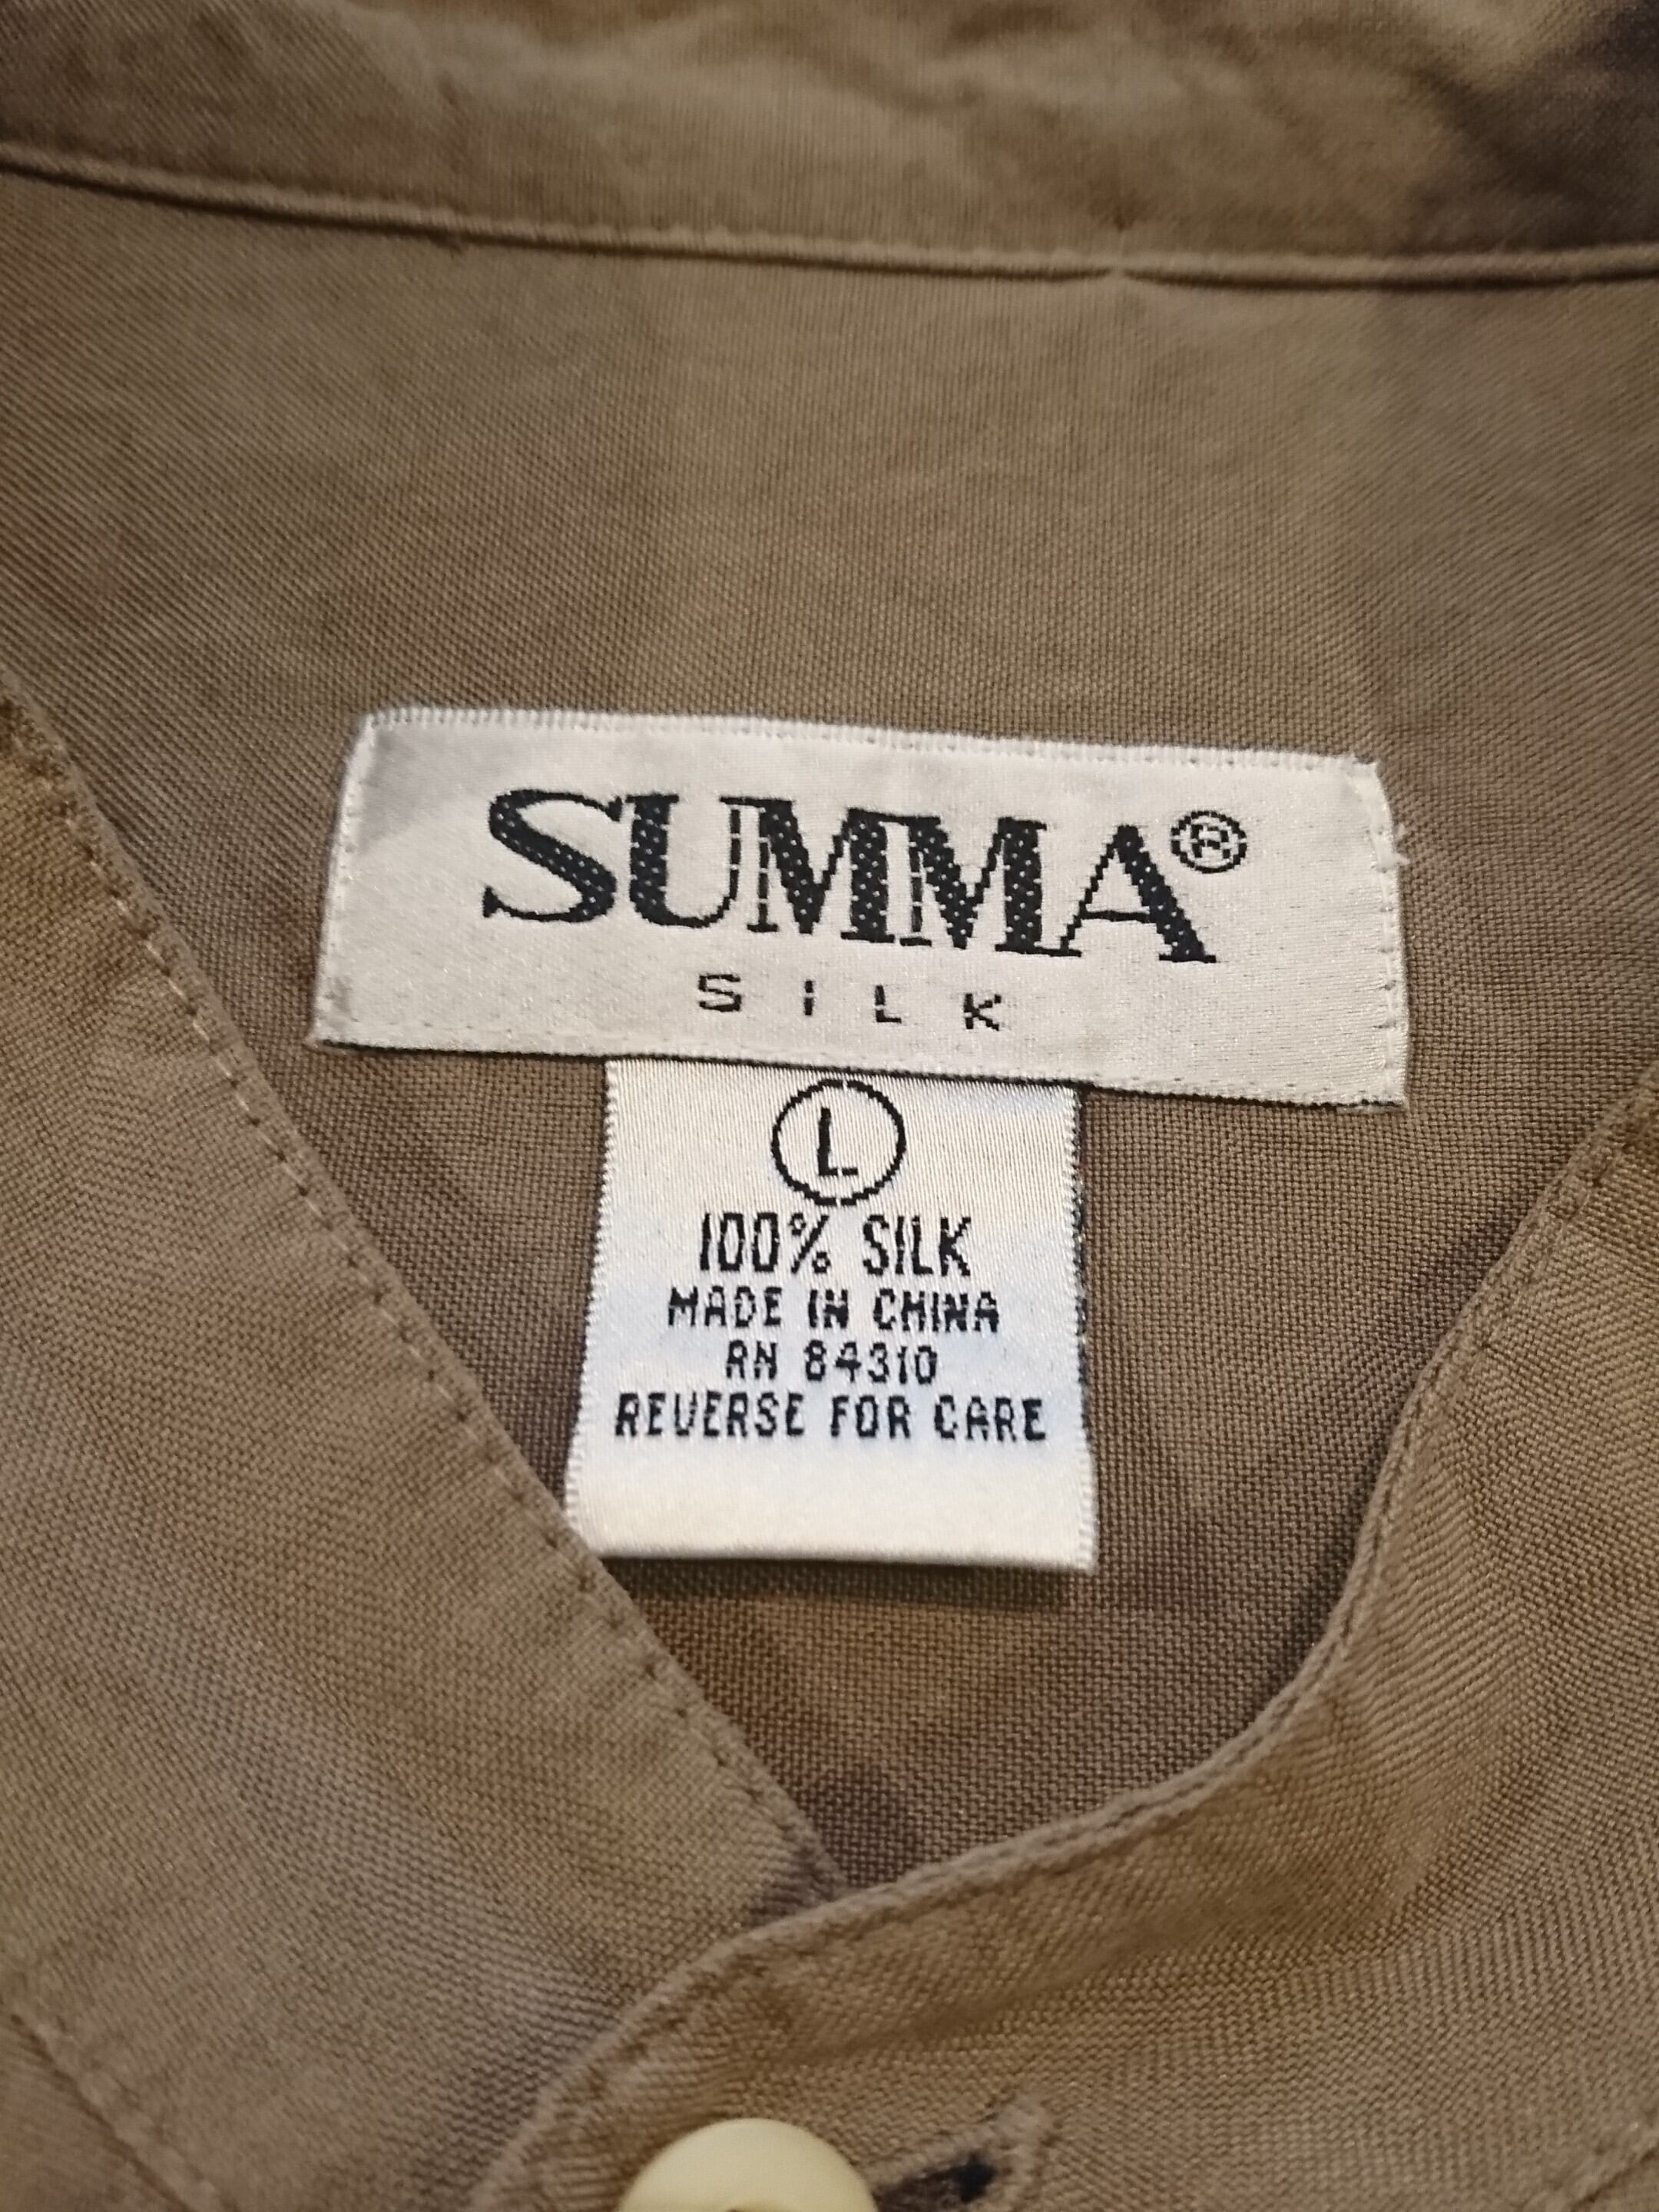 SUMMA®
SILK
L
100% SILK
MADE IN CHINA
RN 84310
REVERSE FOR CARE